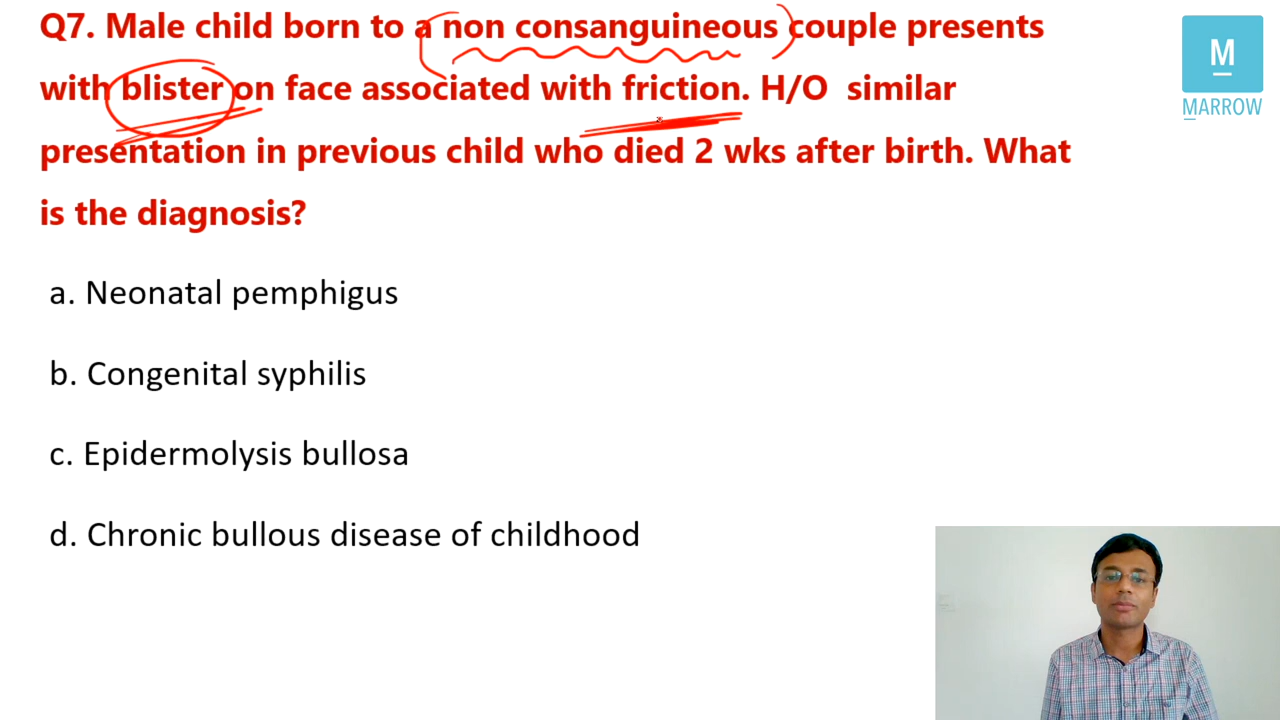 Q7. Male child born to a non consanguineous couple presents
with blister on face associated with friction. H/O similar
presentation in previous child who died 2 wks after birth. What
is the diagnosis?
a. Neonatal pemphigus
b. Congenital syphilis
c. Epidermolysis bullosa
d. Chronic bullous disease of childhood
M
MARROW